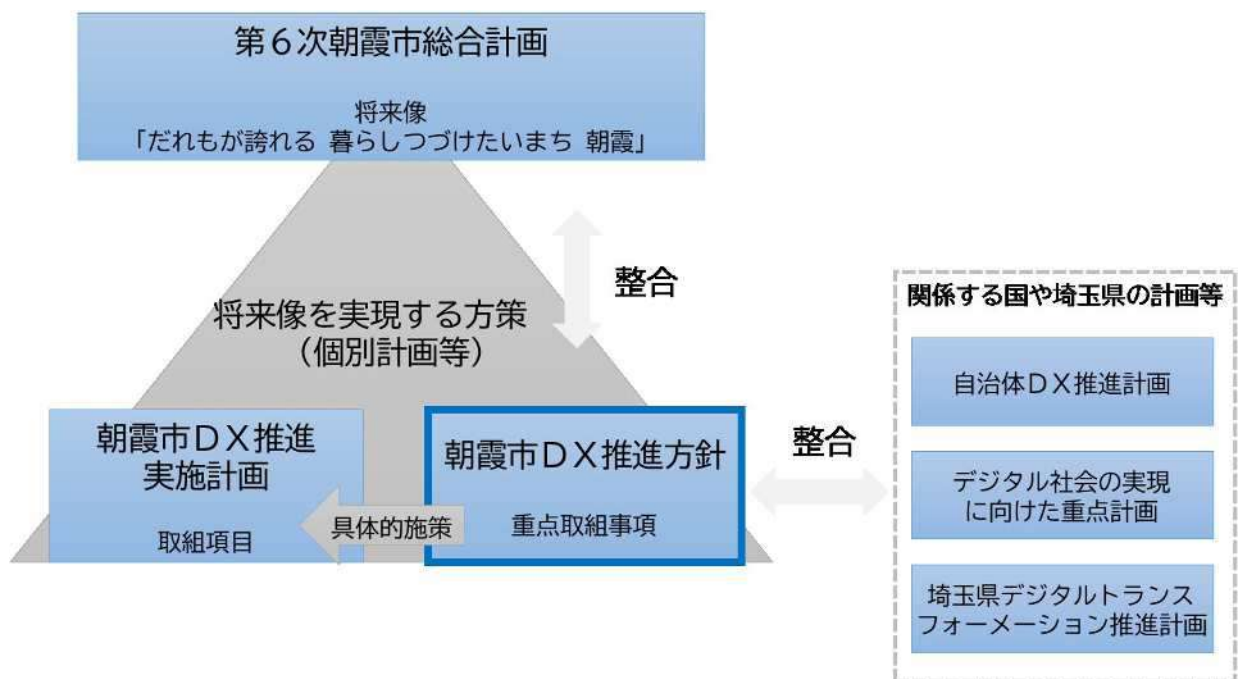 第６次朝霞市総合計画
将来像
「だれもが誇れる 暮らしつづけたいまち 朝霞」
整合
将来像を実現する方策
（個別計画等）
朝霞市ＤＸ推進
実施計画
取組項目
具体的施策
朝霞市ＤＸ推進方針
重点取組事項
整合
関係する国や埼玉県の計画等
自治体ＤＸ推進計画
デジタル社会の実現
に向けた重点計画
埼玉県デジタルトランス
フォーメーション推進計画